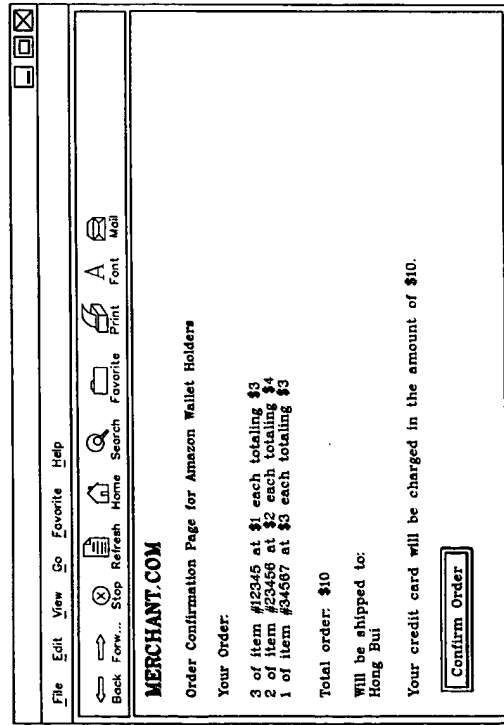 File Edit View Go Favorite Help
Back Forw... Stop Refresh Home Search Favorite Print Font Mail
MERCHANT.COM
Order Confirmation Page for Amazon Wallet Holders
Your Order:
3 of item #12345 at $1 each totaling $3
2 of item #23456 at $2 each totaling $4
1 of item #34567 at $3 each totaling $3
Total order: $10
Will be shipped to:
Hong Bui
Your credit card will be charged in the amount of $10.
Confirm Order